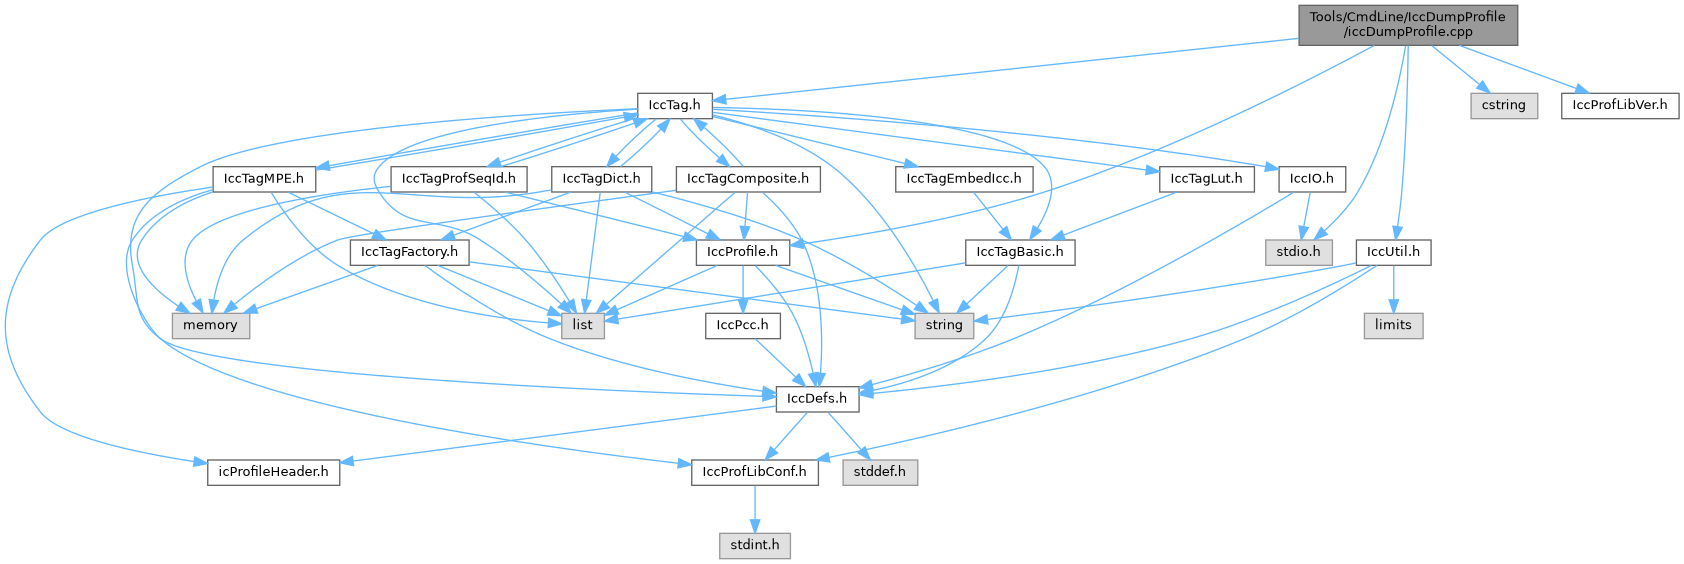 Tools/CmdLine/IccDumpProfile
/iccDumpProfile.cpp
IccTag.h
cstring
IccProfLibVer.h
IccTagMPE.h
IccTagProfSeqId.h
IccTagDict.h
IccTagComposite.h
IccTagEmbedIcc.h
IccTagLut.h
IccIO.h
IccTagFactory.h
IccProfile.h
IccTagBasic.h
stdio.h
IccUtil.h
memory
list
IccPcc.h
string
limits
IccDefs.h
icProfileHeader.h
IccProfLibConf.h
stddef.h
stdint.h